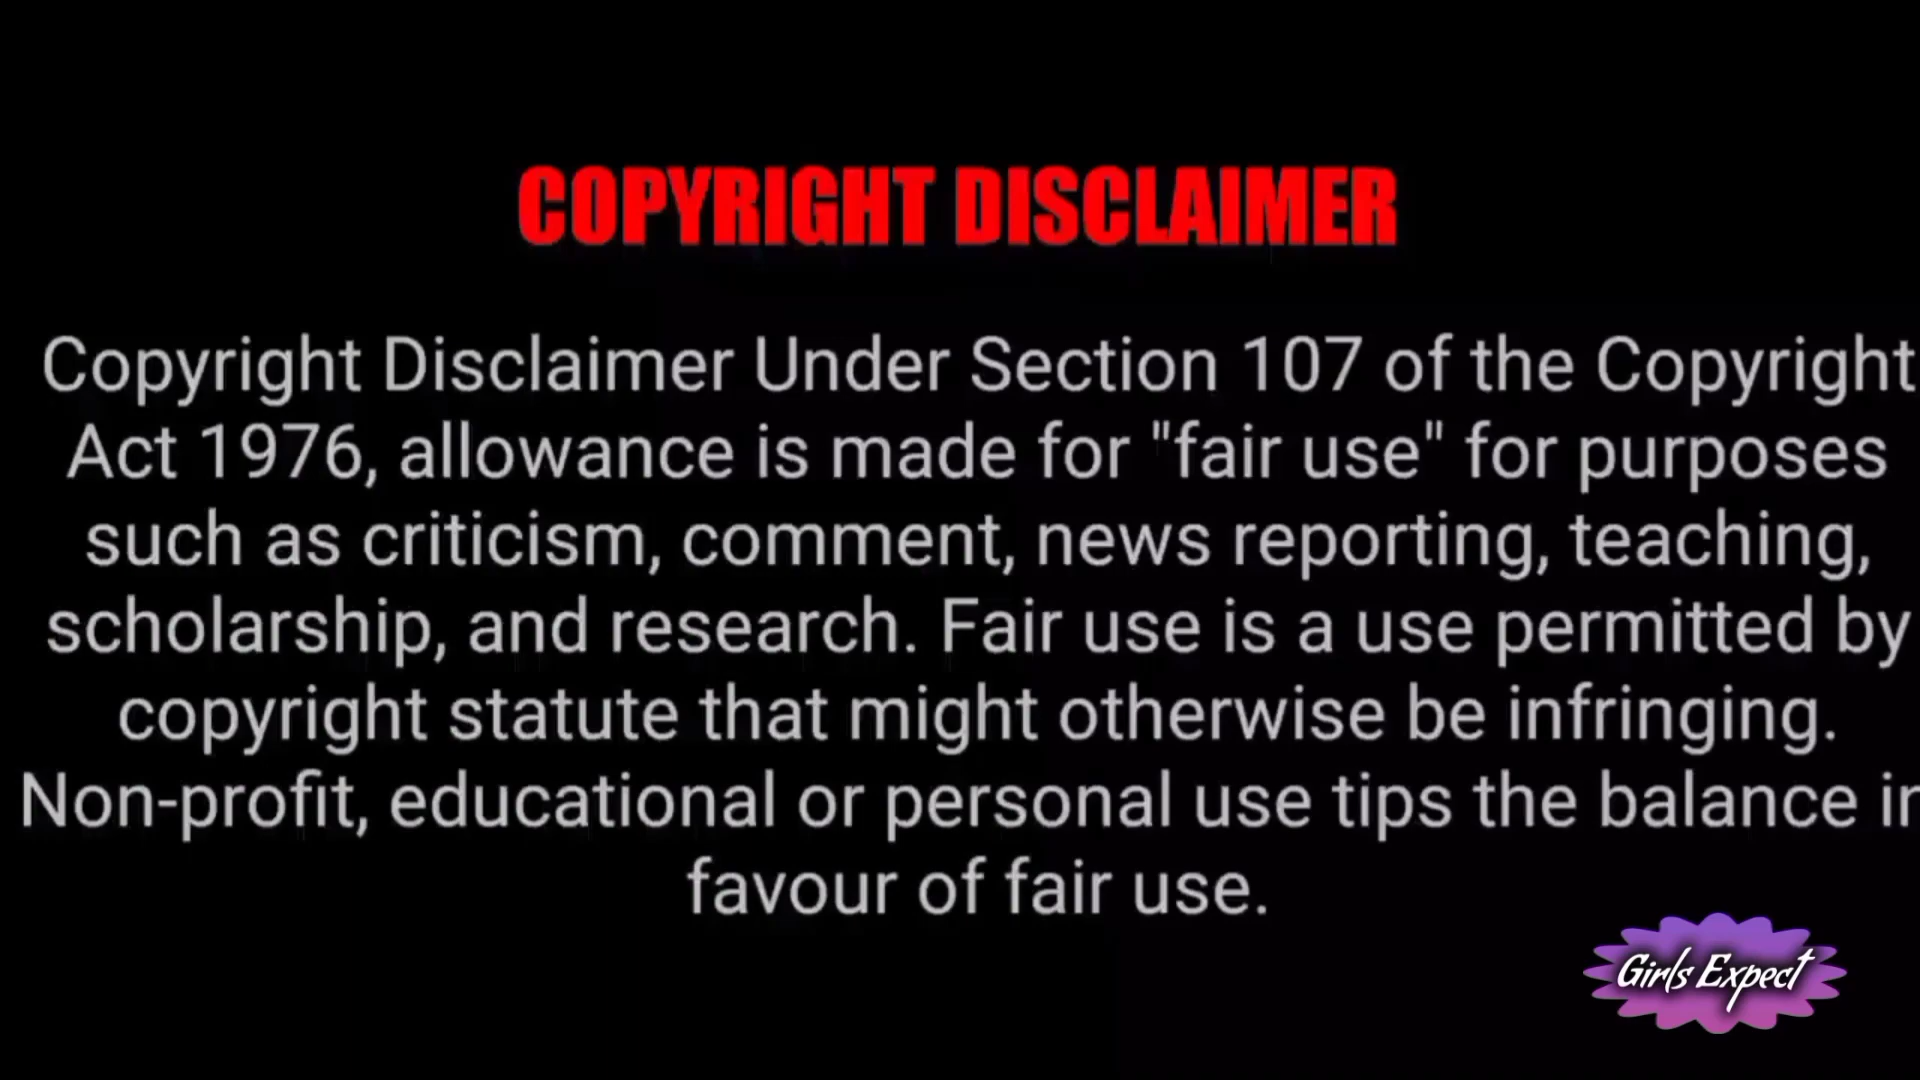 COPYRIGHT DISCLAIMER
Copyright Disclaimer Under Section 107 of the Copyright
Act 1976, allowance is made for "fair use" for purposes
such as criticism, comment, news reporting, teaching,
scholarship, and research. Fair use is a use permitted by
copyright statute that might otherwise be infringing.
Non-profit, educational or personal use tips the balance in
favour of fair use.
Girls Expect